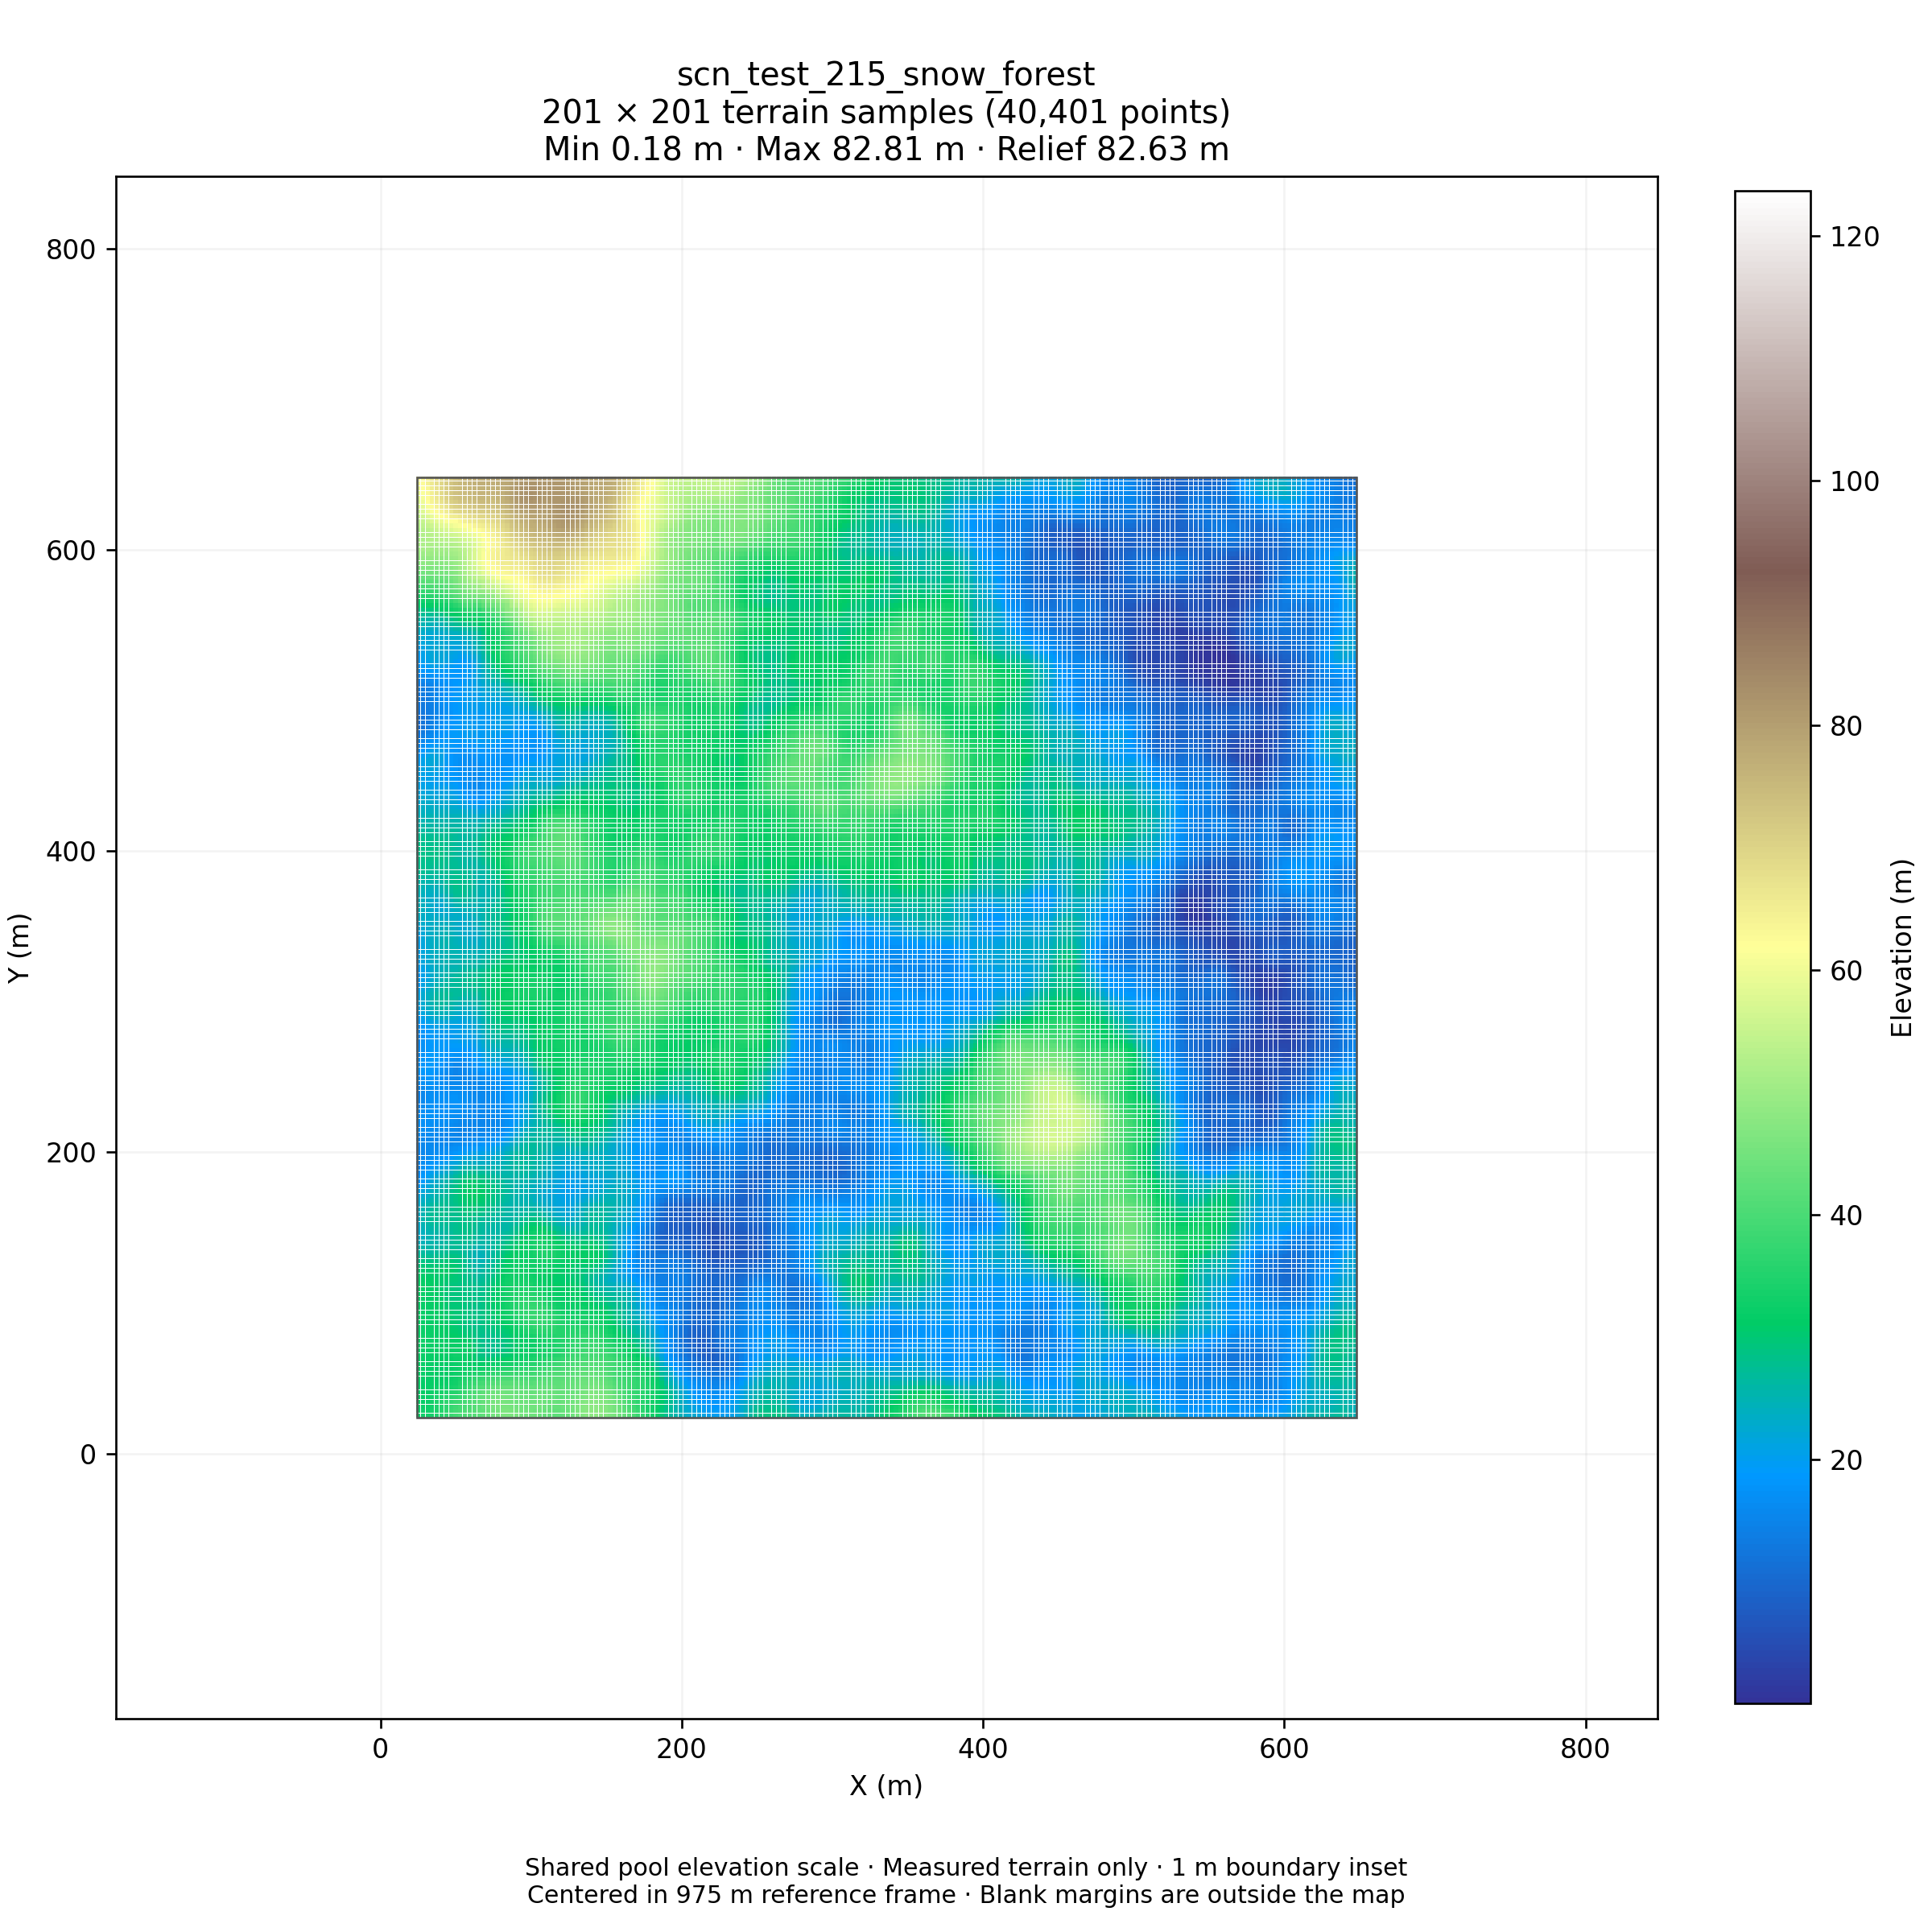 scn_test_215_snow_forest
201 × 201 terrain samples (40,401 points)
Min 0.18 m · Max 82.81 m · Relief 82.63 m
800
600
400
200
0
Y (m)
0
200
400
600
800
X (m)
120
100
80
60
40
20
Elevation (m)
Shared pool elevation scale · Measured terrain only · 1 m boundary inset
Centered in 975 m reference frame · Blank margins are outside the map